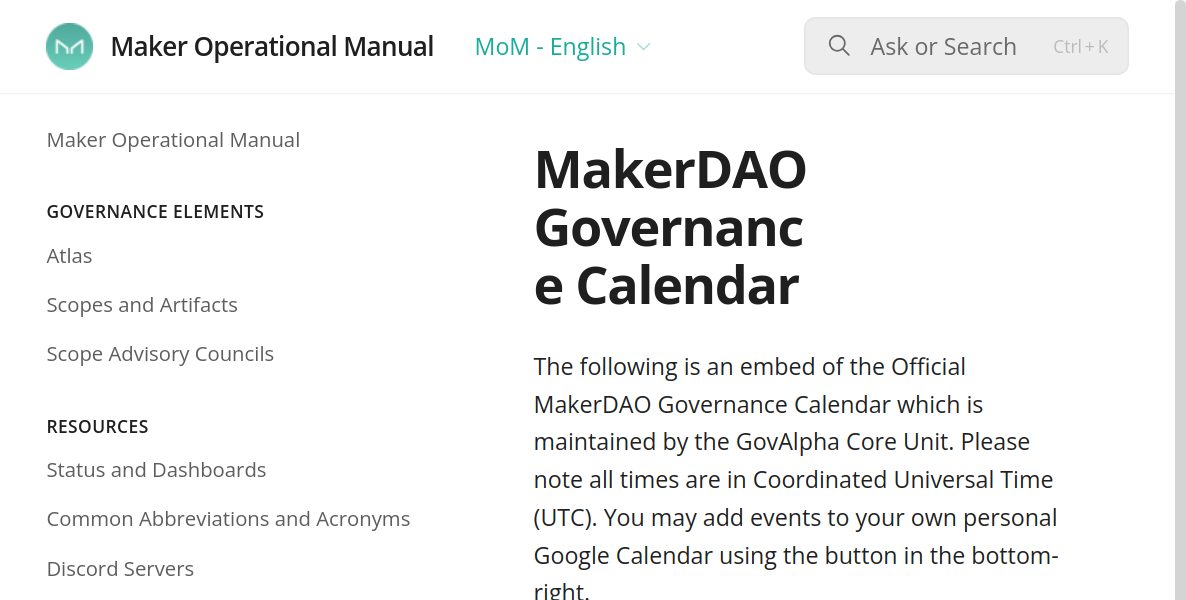 Maker Operational Manual
MoM - English
Ask or Search
Ctrl + K
Maker Operational Manual
GOVERNANCE ELEMENTS
Atlas
Scopes and Artifacts
Scope Advisory Councils
RESOURCES
Status and Dashboards
Common Abbreviations and Acronyms
Discord Servers
MakerDAO
Governanc
e Calendar
The following is an embed of the Official
MakerDAO Governance Calendar which is
maintained by the GovAlpha Core Unit. Please
note all times are in Coordinated Universal Time
(UTC). You may add events to your own personal
Google Calendar using the button in the bottom-
right.